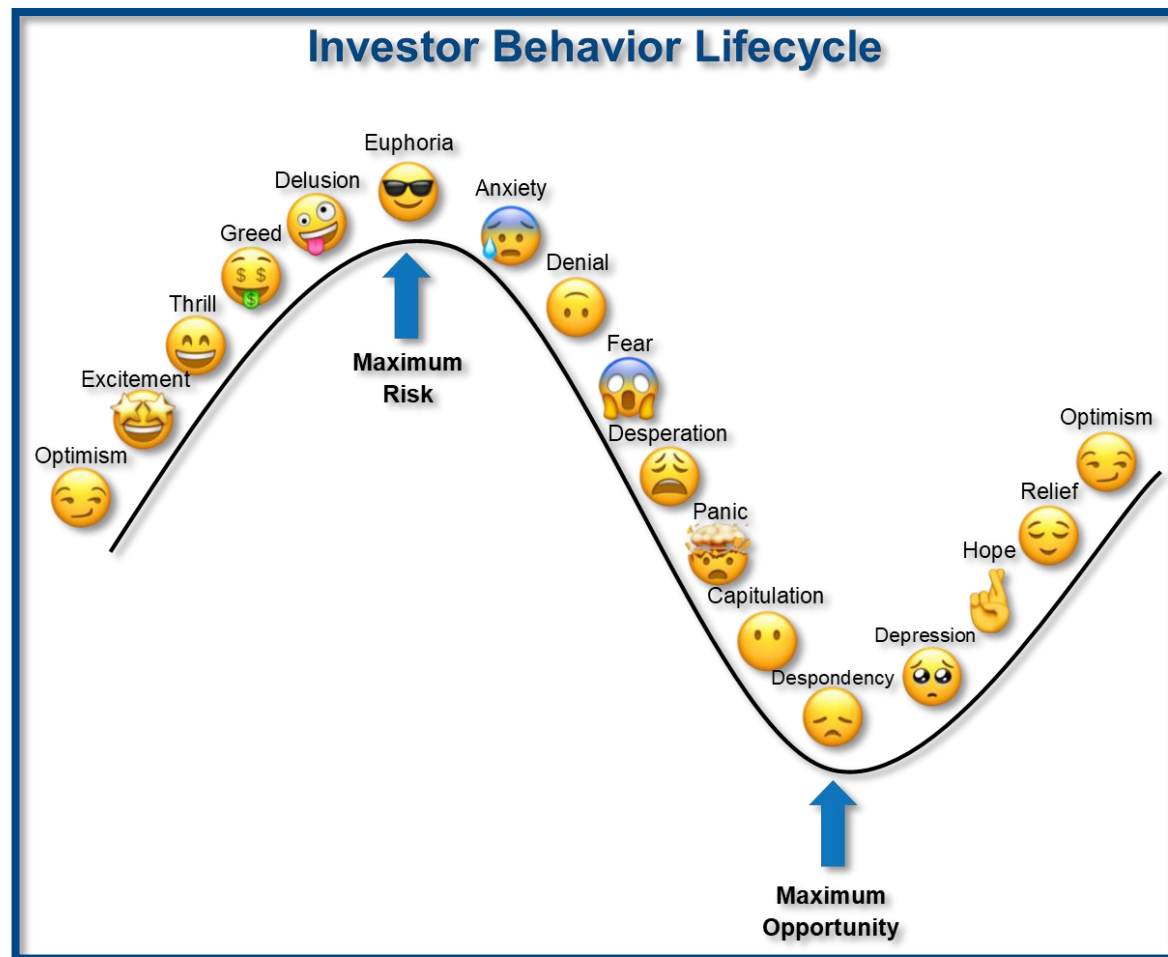 Investor Behavior Lifecycle
Euphoria
Delusion
Anxiety
Greed
Denial
Thrill
Fear
Maximum
Risk
Excitement
Optimism
Desperation
Optimism
Relief
Panic
Hope
Capitulation
Depression
Despondency
Maximum
Opportunity